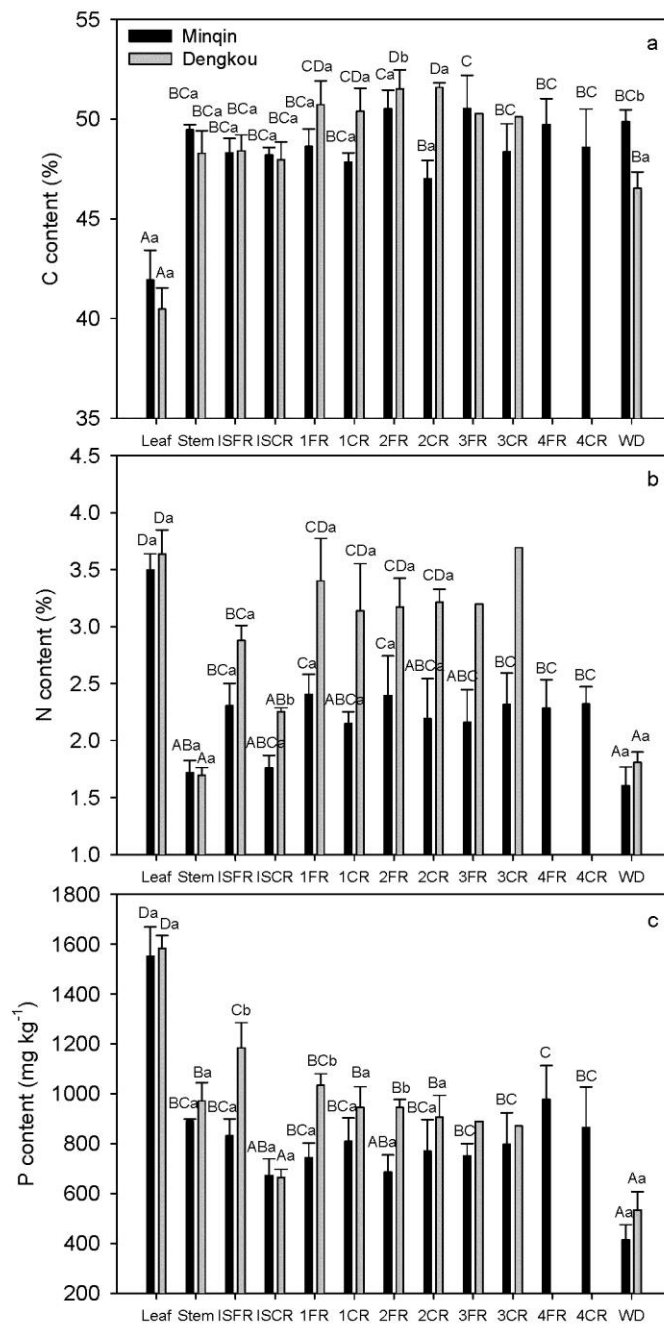 a
Minqin
Dengkou
C content (%)
55
50
45
40
35
Aa
Aa
BCa
BCa
BCa
BCa
BCa
BCa
BCa
CDa
BCa
CDa
Ca
Db
Ba
Da
C
BC
BC
BC
BCb
Ba
Leaf Stem ISFR ISCR 1FR 1CR 2FR 2CR 3FR 3CR 4FR 4CR WD
b
N content (%)
4.5
4.0
3.5
3.0
2.5
2.0
1.5
1.0
Da
Da
ABa
Aa
BCa
BCa
ABCa
ABb
Ca
CDa
ABCa
CDa
Ca
CDa
ABCa
CDa
ABC
BC
BC
BC
Aa
Aa
Leaf Stem ISFR ISCR 1FR 1CR 2FR 2CR 3FR 3CR 4FR 4CR WD
c
P content (mg kg-1)
1800
1600
1400
1200
1000
800
600
400
200
Da
Da
BCa
Ba
BCa
Cb
ABa
Aa
BCa
BCb
BCa
Ba
ABa
Bb
BCa
Ba
BC
BC
C
BC
Aa
Aa
Leaf Stem ISFR ISCR 1FR 1CR 2FR 2CR 3FR 3CR 4FR 4CR WD